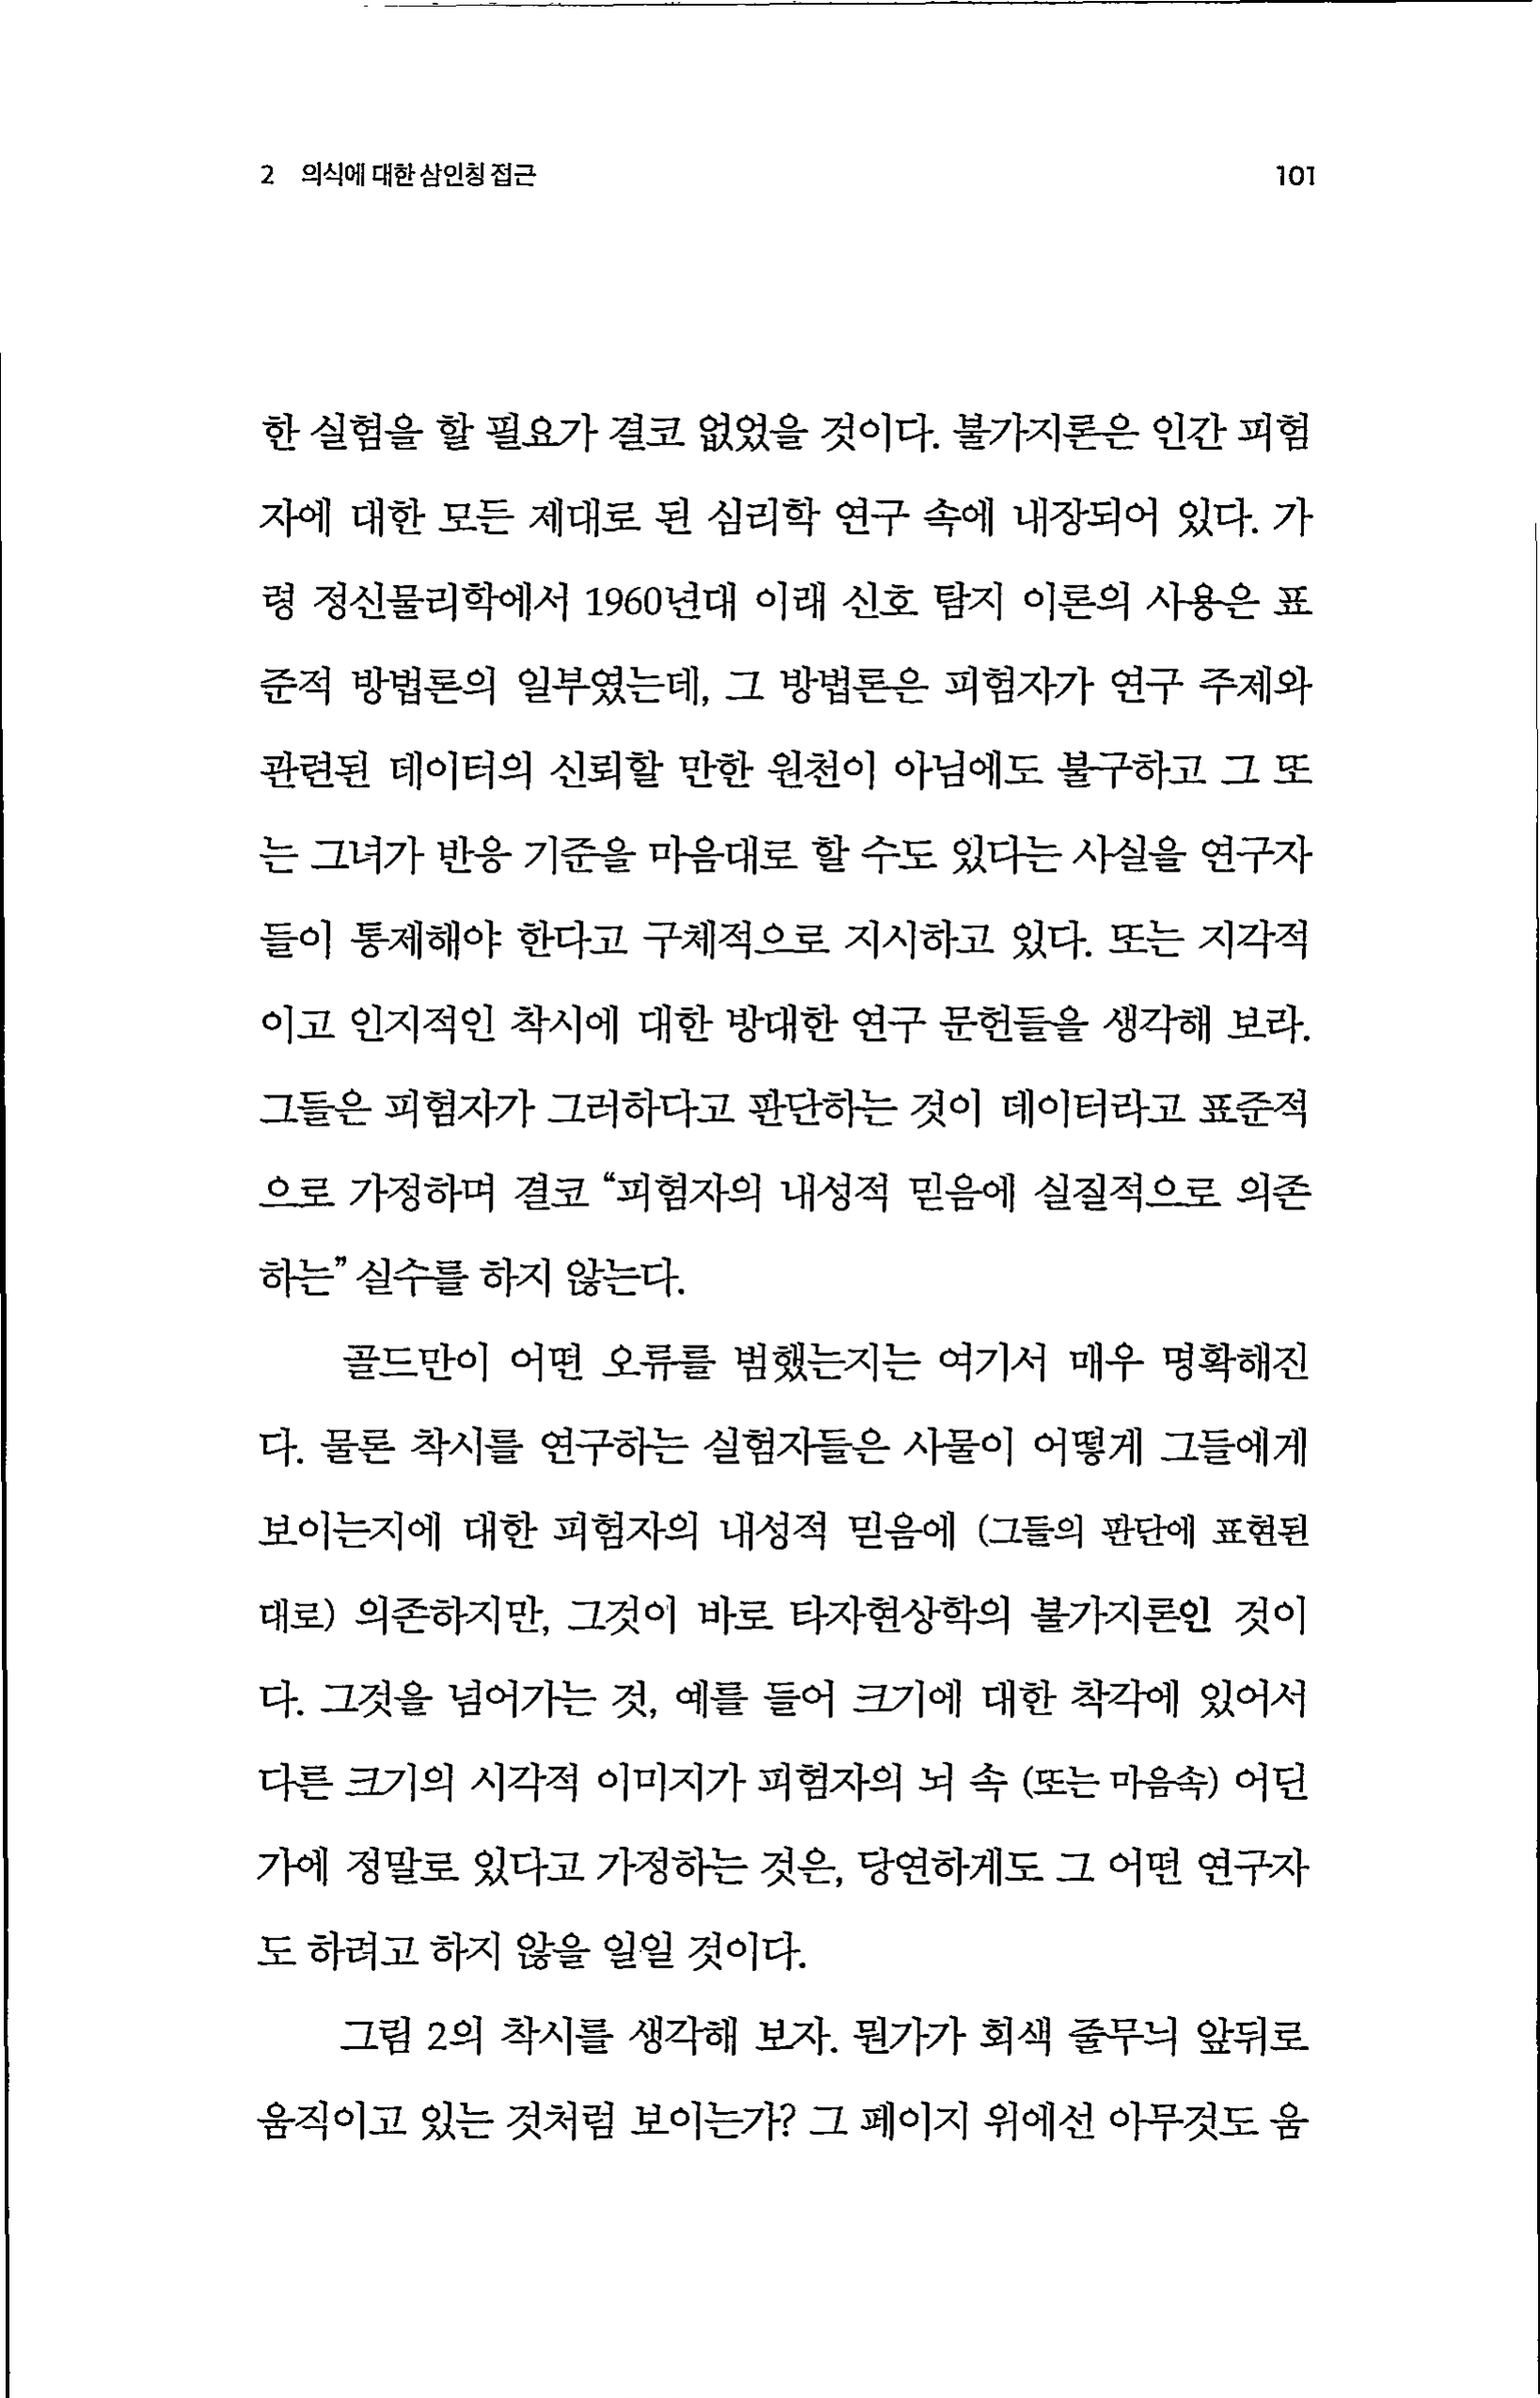 2 의식에 대한 삼인칭 접근 101
한 실험을 할 필요가 결코 없었을 것이다. 불가지론은 인간 피험
자에 대한 모든 제대로 된 심리학 연구 속에 내장되어 있다. 가
령 정신물리학에서 1960년대 이래 신호 탐지 이론의 사용은 표
준적 방법론의 일부였는데, 그 방법론은 피험자가 연구 주제와
관련된 데이터의 신뢰할 만한 원천이 아님에도 불구하고 그 또
는 그녀가 반응 기준을 마음대로 할 수도 있다는 사실을 연구자
들이 통제해야 한다고 구체적으로 지시하고 있다. 또는 지각적
이고 인지적인 착시에 대한 방대한 연구 문헌들을 생각해 보라.
그들은 피험자가 그러하다고 판단하는 것이 데이터라고 표준적
으로 가정하며 결코 “피험자의 내성적 믿음에 실질적으로 의존
하는” 실수를 하지 않는다.
골드만이 어떤 오류를 범했는지는 여기서 매우 명확해진
다. 물론 착시를 연구하는 실험자들은 사물이 어떻게 그들에게
보이는지에 대한 피험자의 내성적 믿음에 (그들의 판단에 표현된
대로) 의존하지만, 그것이 바로 타자현상학의 불가지론인 것이
다. 그것을 넘어가는 것, 예를 들어 크기에 대한 착각에 있어서
다른 크기의 시각적 이미지가 피험자의 뇌 속 (또는 마음속) 어딘
가에 정말로 있다고 가정하는 것은, 당연하게도 그 어떤 연구자
도 하려고 하지 않을 일일 것이다.
그림 2의 착시를 생각해 보자. 뭔가가 회색 줄무늬 앞뒤로
움직이고 있는 것처럼 보이는가? 그 페이지 위에선 아무것도 움